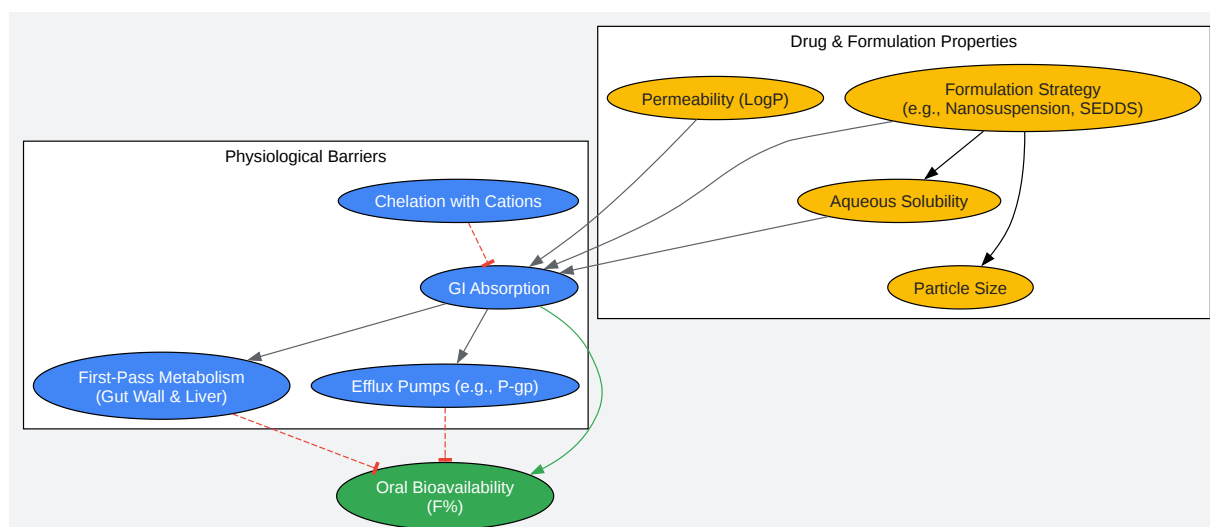 Drug & Formulation Properties
Permeability (LogP)
Formulation Strategy
(e.g., Nanosuspension, SEDDS)
Physiological Barriers
Chelation with Cations
Aqueous Solubility
GI Absorption
Particle Size
First-Pass Metabolism
(Gut Wall & Liver)
Efflux Pumps (e.g., P-gp)
Oral Bioavailability
(F%)